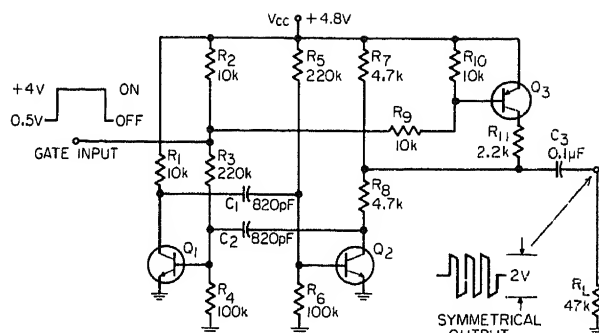 Vcc +4.8V
R2
10k
R5
220k
R7
4.7k
R10
10k
Q3
+4V ON
0.5V OFF
GATE INPUT
R9
10k
R11
2.2k
C3
0.1µF
R1
10k
R3
220k
C1 820pF
R8
4.7k
C2 820pF
Q1
Q2
R4
100k
R6
100k
2V
SYMMETRICAL
OUTPUT
RL
47k